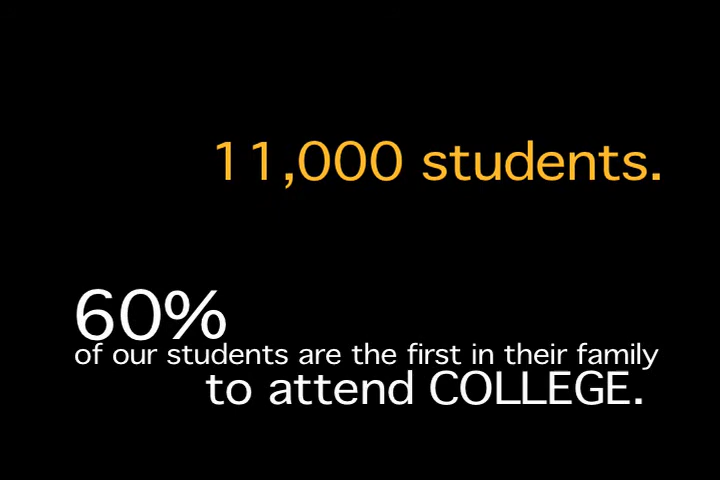 11,000 students.
60%
of our students are the first in their family
to attend COLLEGE.